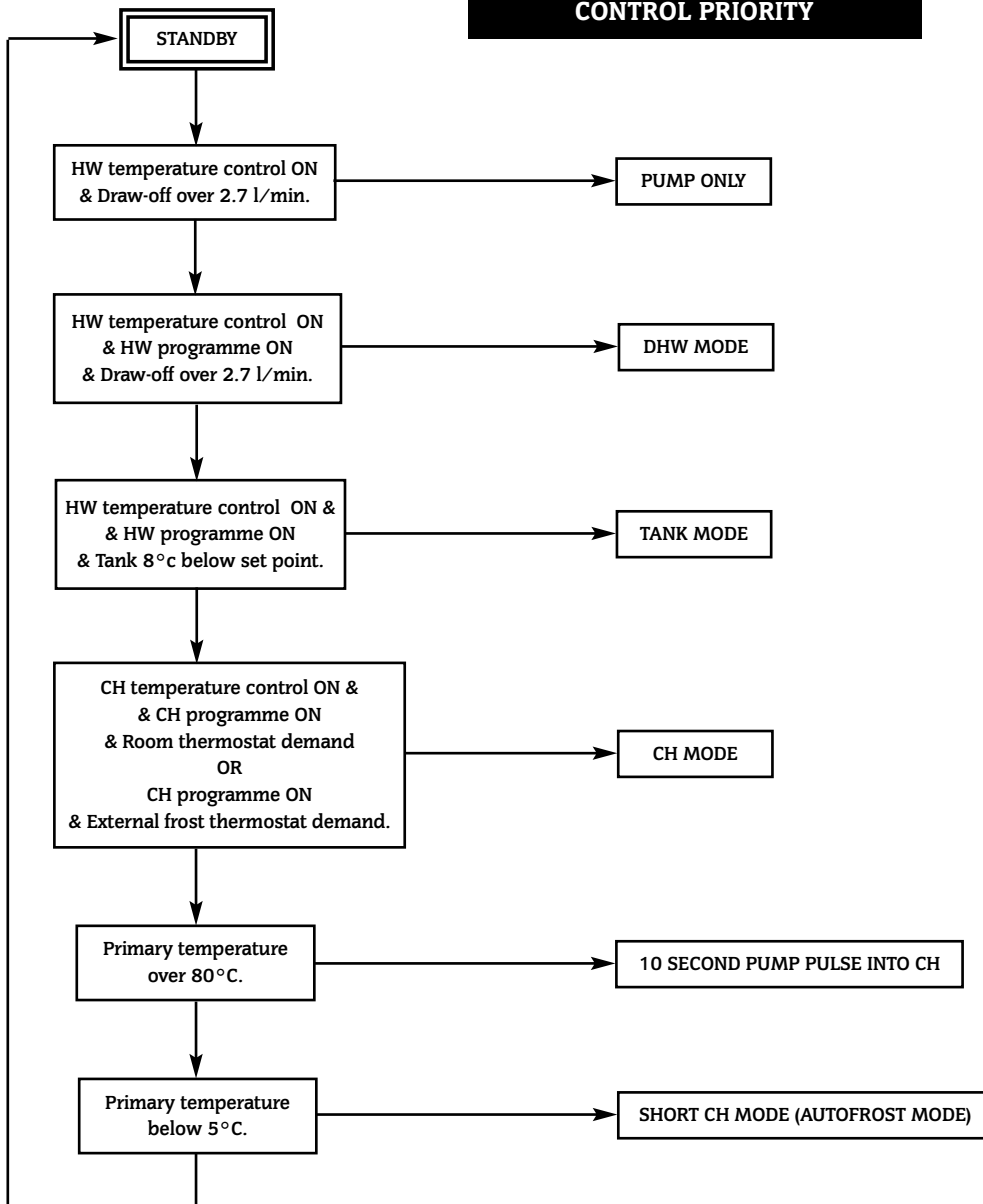 CONTROL PRIORITY
STANDBY
HW temperature control ON
& Draw-off over 2.7 l/min.
PUMP ONLY
HW temperature control ON
& HW programme ON
& Draw-off over 2.7 l/min.
DHW MODE
HW temperature control ON &
& HW programme ON
& Tank 8°c below set point.
TANK MODE
CH temperature control ON &
& CH programme ON
& Room thermostat demand
OR
CH programme ON
& External frost thermostat demand.
CH MODE
Primary temperature
over 80°C.
10 SECOND PUMP PULSE INTO CH
Primary temperature
below 5°C.
SHORT CH MODE (AUTOFROST MODE)